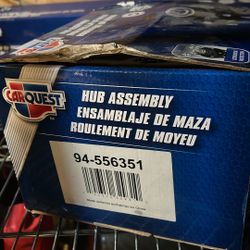 CARQUEST
HUB ASSEMBLY
ENSAMBLAJE DE MAZA
ROULEMENT DE MOYEU
94-556351